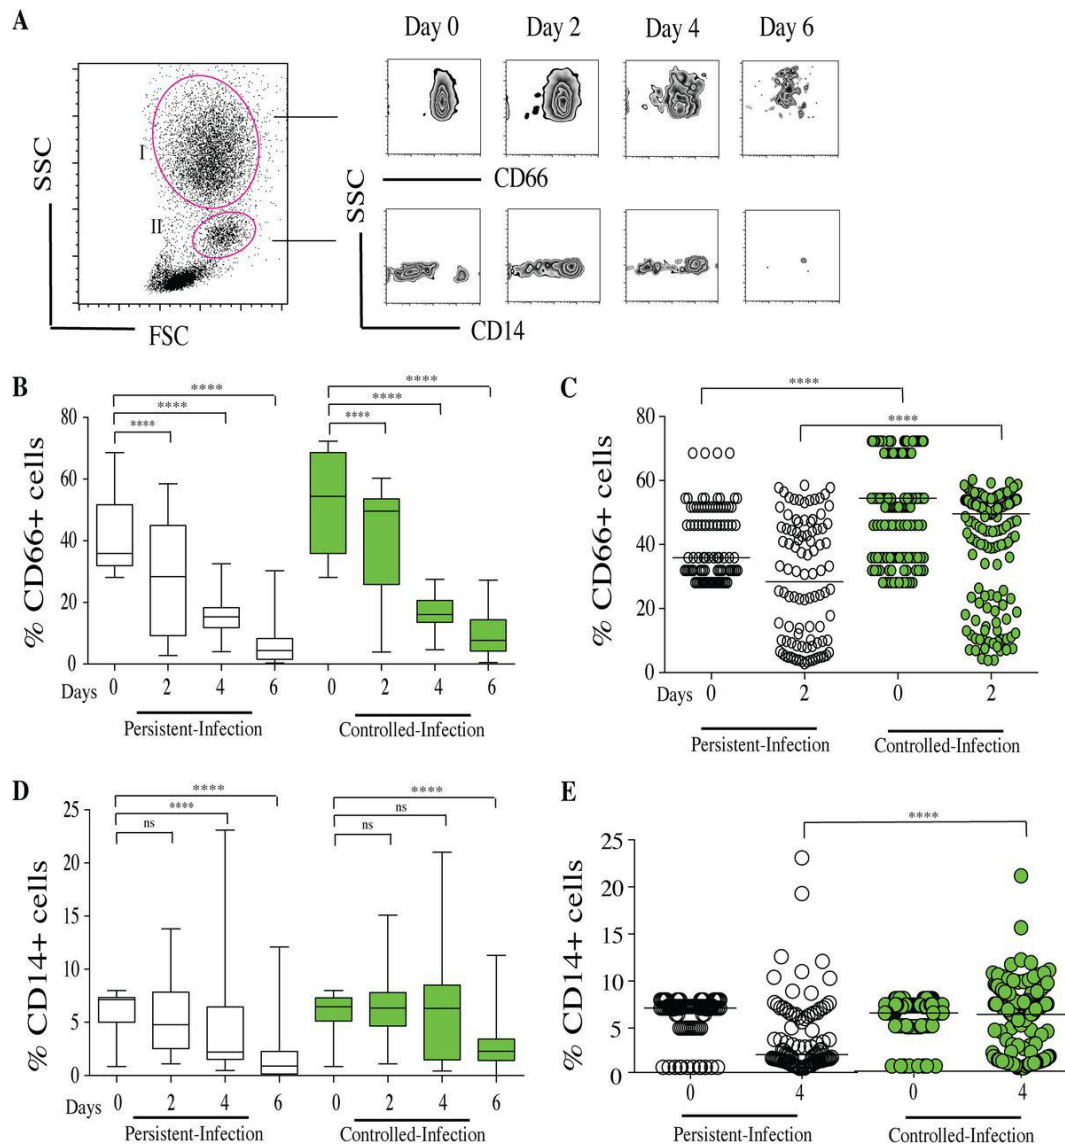 A
Day 0 Day 2 Day 4 Day 6
SSC
I
II
FSC
SSC
CD66
CD14
B
% CD66+ cells
80
60
40
20
0
****
****
****
****
****
****
Days 0 2 4 6 0 2 4 6
Persistent-Infection Controlled-Infection
C
% CD66+ cells
80
60
40
20
0
****
****
Days 0 2 0 2
Persistent-Infection Controlled-Infection
D
% CD14+ cells
25
20
15
10
5
0
****
****
ns
****
ns
ns
Days 0 2 4 6 0 2 4 6
Persistent-Infection Controlled-Infection
E
% CD14+ cells
25
20
15
10
5
0
****
0 4 0 4
Persistent-Infection Controlled-Infection